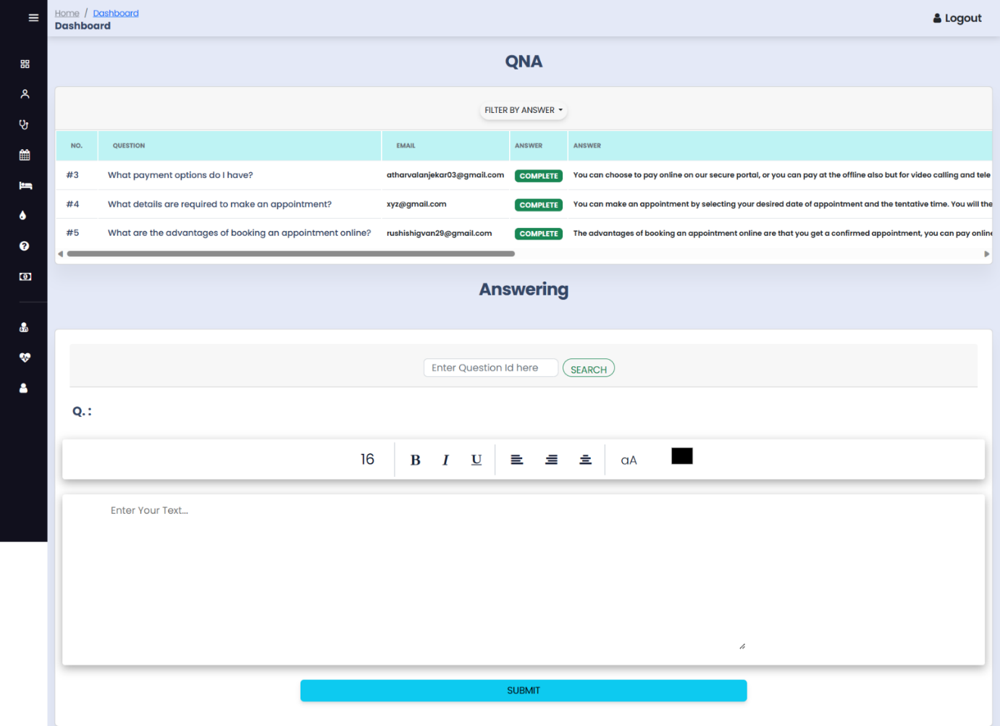 Home / Dashboard
Dashboard
Logout
QNA
FILTER BY ANSWER
NO. QUESTION EMAIL ANSWER ANSWER
#3 What payment options do I have? atharvalanjekar03@gmail.com COMPLETE You can choose to pay online on our secure portal, or you can pay at the offline also but for video calling and tele
#4 What details are required to make an appointment? xyz@gmail.com COMPLETE You can make an appointment by selecting your desired date of appointment and the tentative time. You will the
#5 What are the advantages of booking an appointment online? rushishigvan29@gmail.com COMPLETE The advantages of booking an appointment online are that you get a confirmed appointment, you can pay online
Answering
Enter Question Id here SEARCH
Q. :
16 B I U aA
Enter Your Text...
SUBMIT